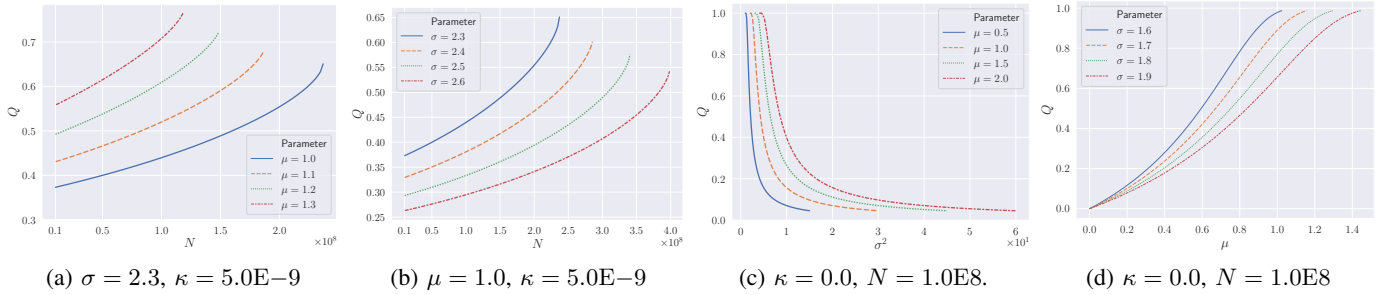 Q
0.7
0.6
0.5
0.4
0.3
0.1
0.5
1.0
1.5
2.0
×10⁸
N
Parameter
μ = 1.0
μ = 1.1
μ = 1.2
μ = 1.3
(a) σ = 2.3, κ = 5.0E−9
Q
0.65
0.60
0.55
0.50
0.45
0.40
0.35
0.30
0.25
Parameter
σ = 2.3
σ = 2.4
σ = 2.5
σ = 2.6
0.1
0.5
1.0
1.5
2.0
2.5
3.0
3.5
4.0
×10⁸
N
(b) μ = 1.0, κ = 5.0E−9
Q
1.0
0.8
0.6
0.4
0.2
0.0
Parameter
μ = 0.5
μ = 1.0
μ = 1.5
μ = 2.0
0
1
2
3
4
5
6
×10¹
σ²
(c) κ = 0.0, N = 1.0E8.
Q
1.0
0.8
0.6
0.4
0.2
0.0
Parameter
σ = 1.6
σ = 1.7
σ = 1.8
σ = 1.9
0.0
0.2
0.4
0.6
0.8
1.0
1.2
1.4
μ
(d) κ = 0.0, N = 1.0E8